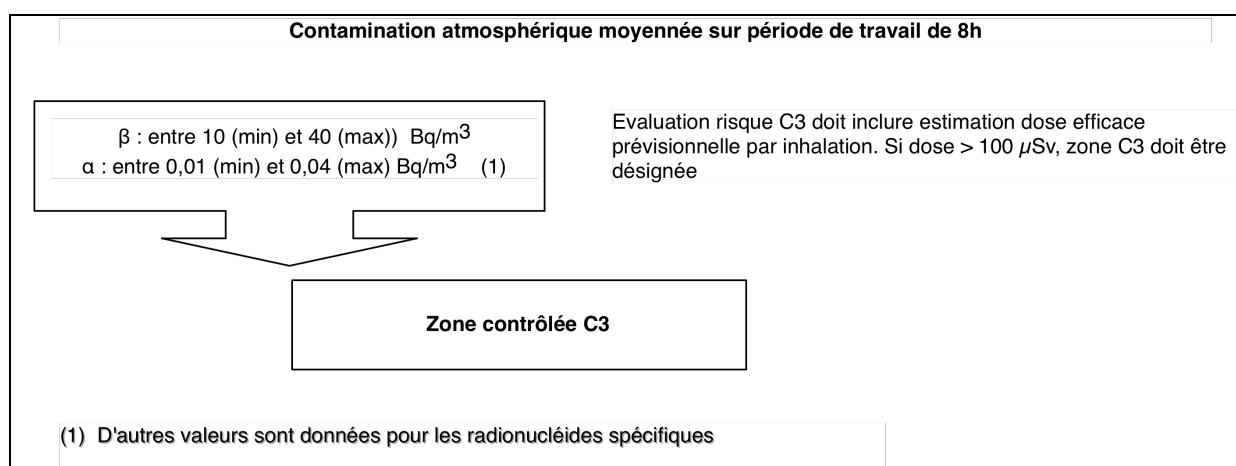 Contamination atmosphérique moyennée sur période de travail de 8h
β : entre 10 (min) et 40 (max)) Bq/m³
α : entre 0,01 (min) et 0,04 (max) Bq/m³ (1)
Evaluation risque C3 doit inclure estimation dose efficace
prévisionnelle par inhalation. Si dose > 100 µSv, zone C3 doit être
désignée
Zone contrôlée C3
(1) D'autres valeurs sont données pour les radionucléides spécifiques